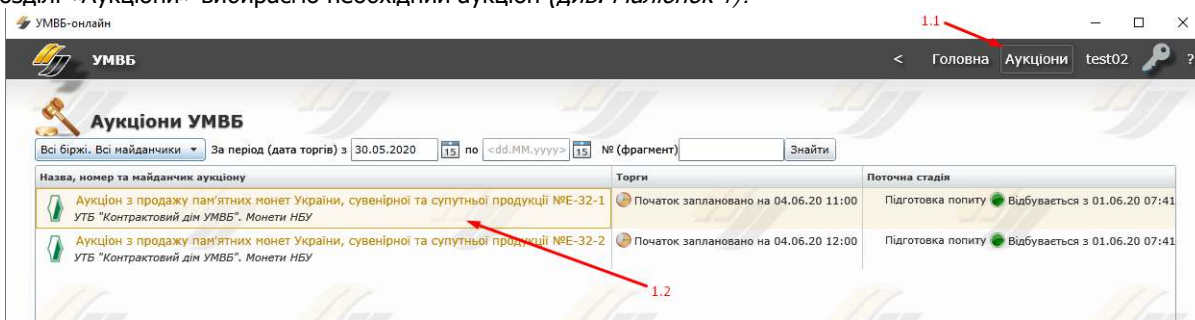 розділі «Аукціони» вибираємо необхідний аукціон (див. Малюнок 1).
УМВБ-онлайн
1.1
УМВБ
< Головна Аукціони test02 ?
Аукціони УМВБ
Всі біржі. Всі майданчики За період (дата торгів) з 30.05.2020 15 по <dd.MM.yyyy> 15 № (фрагмент) Знайти
Назва, номер та майданчик аукціону Торги Поточна стадія
Аукціон з продажу пам'ятних монет України, сувенірної та супутньої продукції №Е-32-1 Початок заплановано на 04.06.20 11:00 Підготовка попиту Відбувається з 01.06.20 07:41
УТБ "Контрактовий дім УМВБ". Монети НБУ
Аукціон з продажу пам'ятних монет України, сувенірної та супутньої продукції №Е-32-2 Початок заплановано на 04.06.20 12:00 Підготовка попиту Відбувається з 01.06.20 07:41
УТБ "Контрактовий дім УМВБ". Монети НБУ
1.2